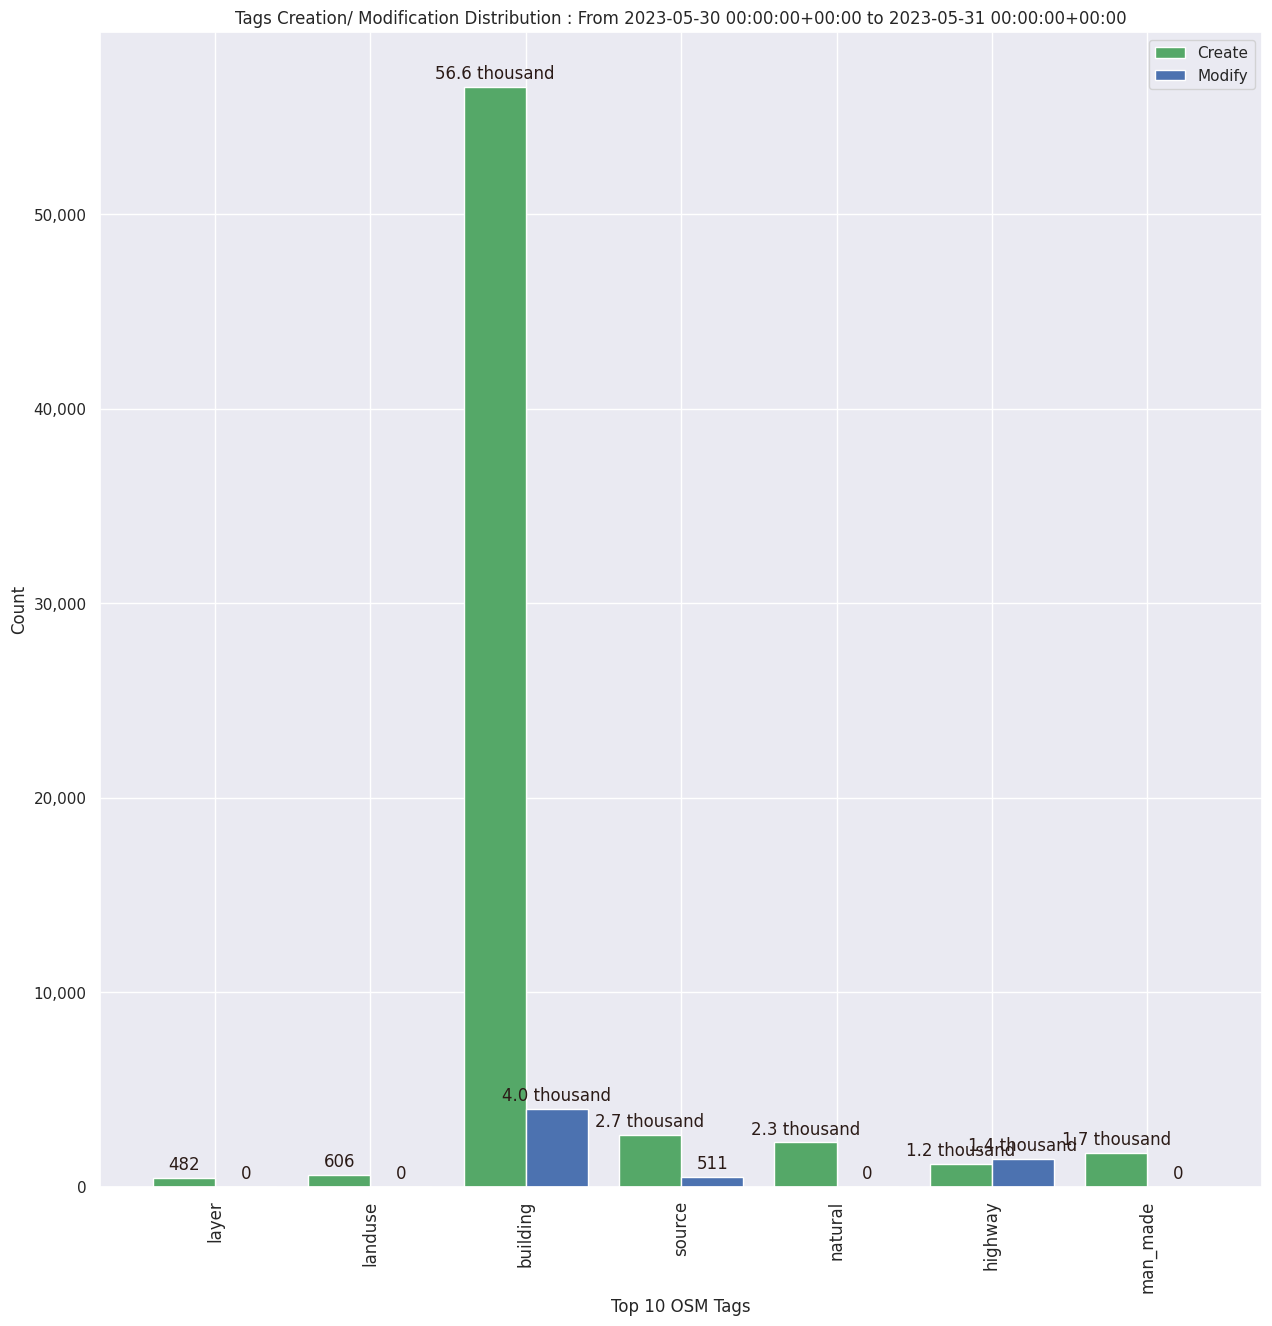 Tags Creation/ Modification Distribution : From 2023-05-30 00:00:00+00:00 to 2023-05-31 00:00:00+00:00
Create
Modify
56.6 thousand
50,000
40,000
30,000
20,000
10,000
0
Count
482
0
606
0
4.0 thousand
2.7 thousand
511
2.3 thousand
0
1.2 thousand
1.4 thousand
1.7 thousand
0
layer
landuse
building
source
natural
highway
man_made
Top 10 OSM Tags